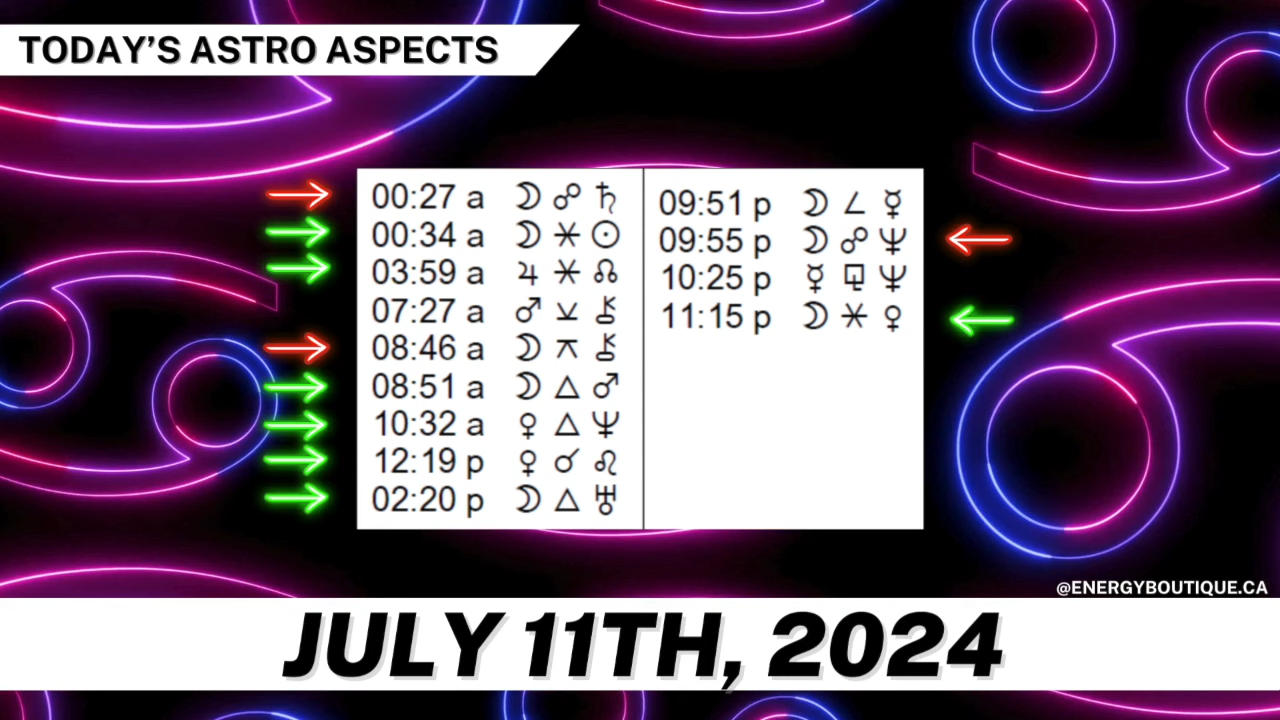 TODAY'S ASTRO ASPECTS
00:27 a ☽ ☍ ♄
00:34 a ☽ ⚹ ☉
03:59 a ♃ ⚹ ☊
07:27 a ♂ ⚺ ⚷
08:46 a ☽ ⚻ ⚷
08:51 a ☽ △ ♂
10:32 a ♀ △ ♆
12:19 p ♀ ☌ ♌
02:20 p ☽ △ ♅
09:51 p ☽ ∠ ☿
09:55 p ☽ ☍ ♆
10:25 p ☿ ⚼ ♆
11:15 p ☽ ⚹ ♀
@ENERGYBOUTIQUE.CA
JULY 11TH, 2024